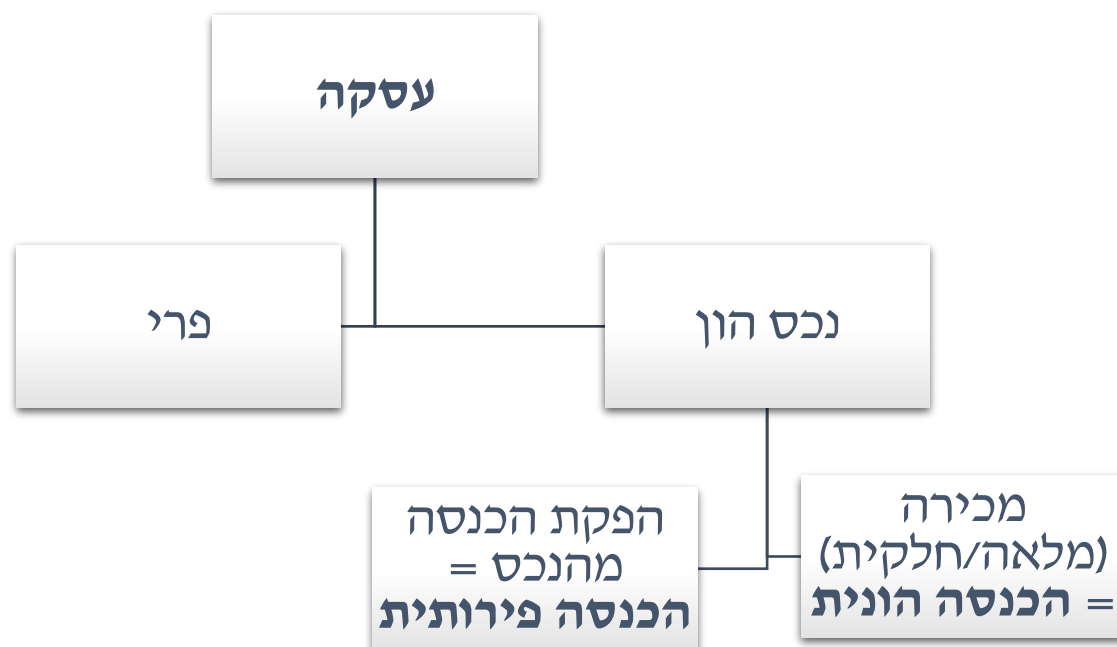 עסקה
נכס הון
פרי
מכירה
(מלאה/חלקית)
= הכנסה הונית
הפקת הכנסה
מהנכס =
הכנסה פירותית